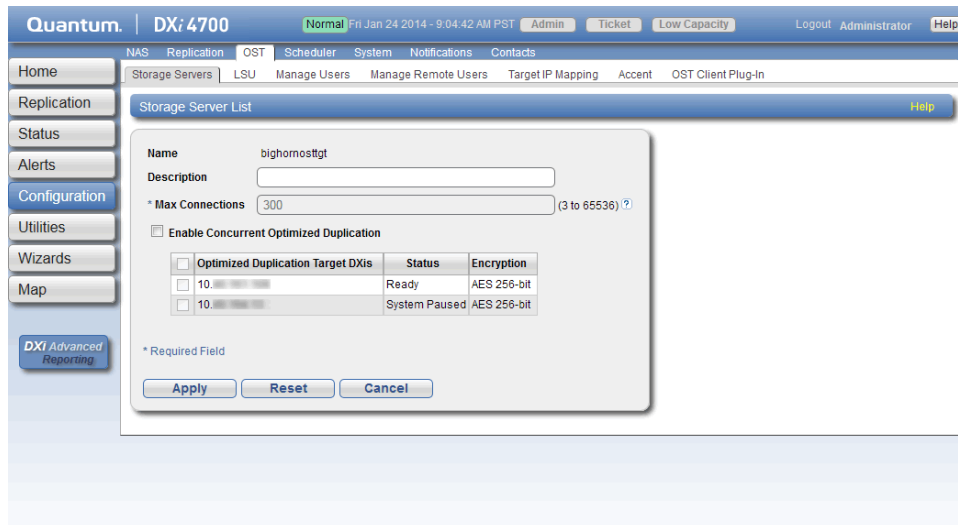 Quantum. DXi 4700 Normal Fri Jan 24 2014 - 9:04:42 AM PST Admin Ticket Low Capacity Logout Administrator Help
NAS Replication OST Scheduler System Notifications Contacts
Storage Servers LSU Manage Users Manage Remote Users Target IP Mapping Accent OST Client Plug-In
Home
Replication
Status
Alerts
Configuration
Utilities
Wizards
Map
DXi Advanced
Reporting
Storage Server List Help
Name bighornosttgt
Description
* Max Connections 300 (3 to 65536) ?
Enable Concurrent Optimized Duplication
Optimized Duplication Target DXis Status Encryption
10. Ready AES 256-bit
10. System Paused AES 256-bit
* Required Field
Apply Reset Cancel